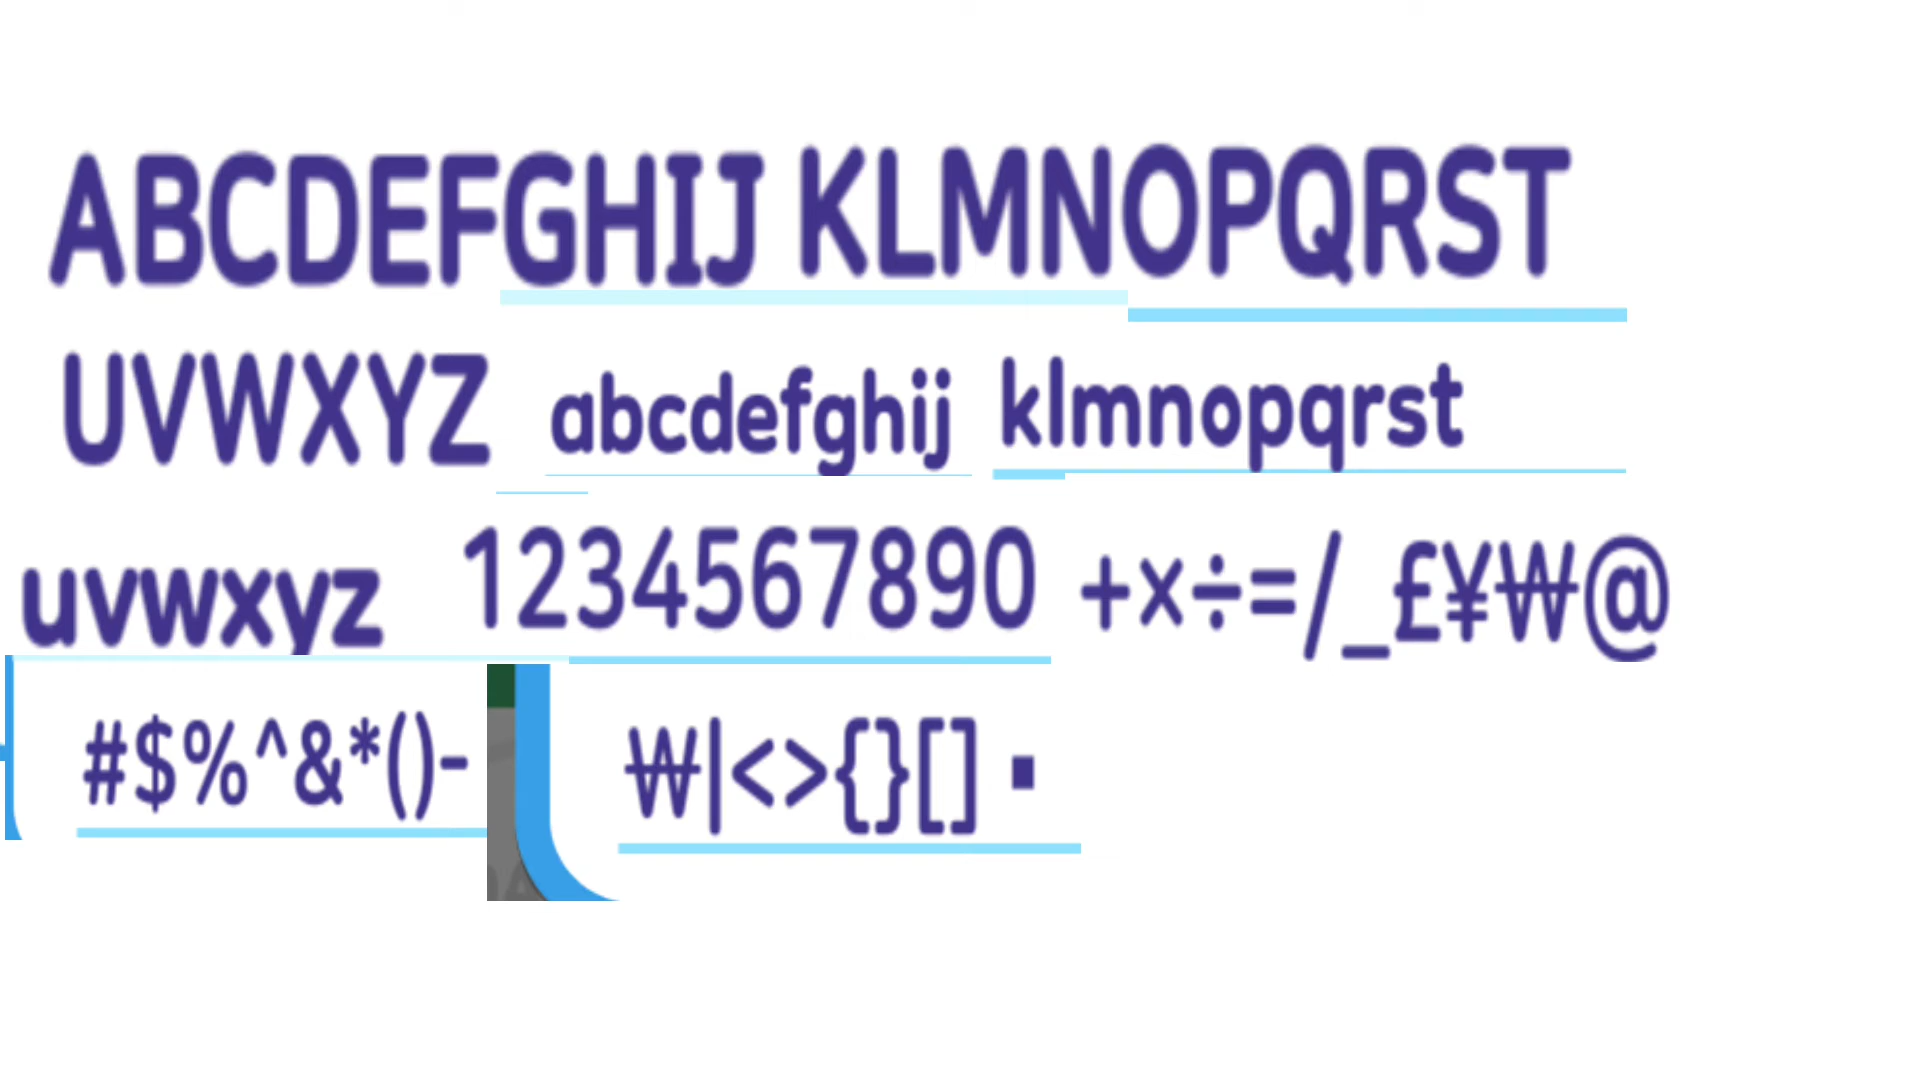 ABCDEFGHIJ KLMNOPQRST
UVWXYZ abcdefghij klmnopqrst
uvwxyz 1234567890 +×÷=/_£¥₩@
#$%^&*()- ₩|<>{}[] ▪